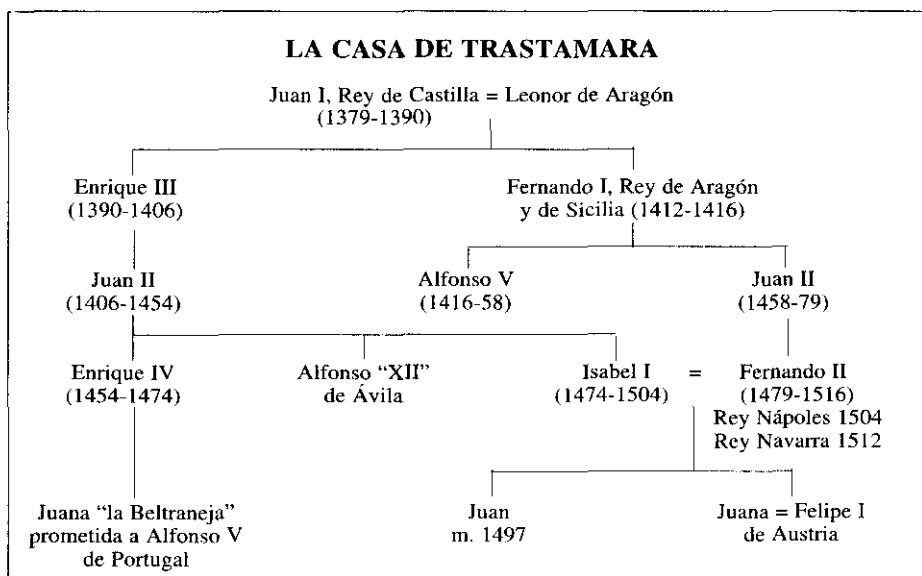 LA CASA DE TRASTAMARA
Juan I, Rey de Castilla = Leonor de Aragón
(1379-1390)
Enrique III
(1390-1406)
Fernando I, Rey de Aragón
y de Sicilia (1412-1416)
Juan II
(1406-1454)
Alfonso V
(1416-58)
Juan II
(1458-79)
Enrique IV
(1454-1474)
Alfonso “XII”
de Ávila
Isabel I = Fernando II
(1474-1504) (1479-1516)
Rey Nápoles 1504
Rey Navarra 1512
Juana “la Beltraneja”
prometida a Alfonso V
de Portugal
Juan
m. 1497
Juana = Felipe I
de Austria